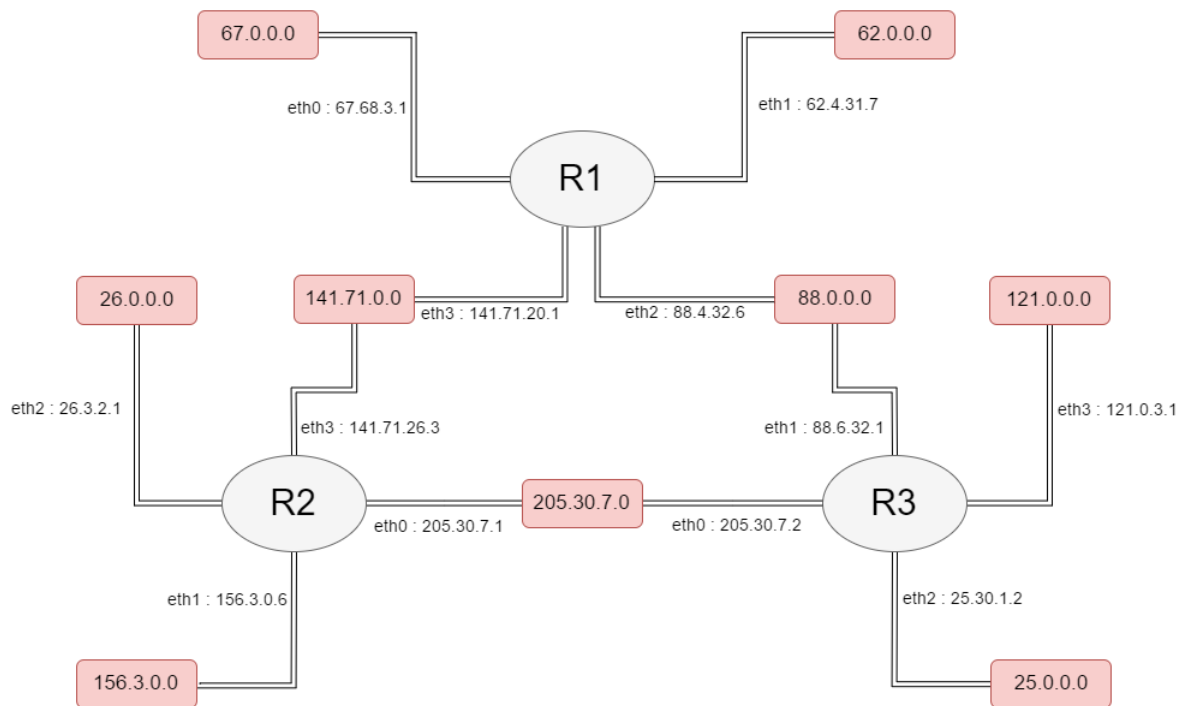 67.0.0.0
62.0.0.0
eth0 : 67.68.3.1
eth1 : 62.4.31.7
R1
26.0.0.0
141.71.0.0
88.0.0.0
121.0.0.0
eth3 : 141.71.20.1
eth2 : 88.4.32.6
eth2 : 26.3.2.1
eth3 : 121.0.3.1
eth3 : 141.71.26.3
eth1 : 88.6.32.1
R2
205.30.7.0
R3
eth0 : 205.30.7.1
eth0 : 205.30.7.2
eth1 : 156.3.0.6
eth2 : 25.30.1.2
156.3.0.0
25.0.0.0